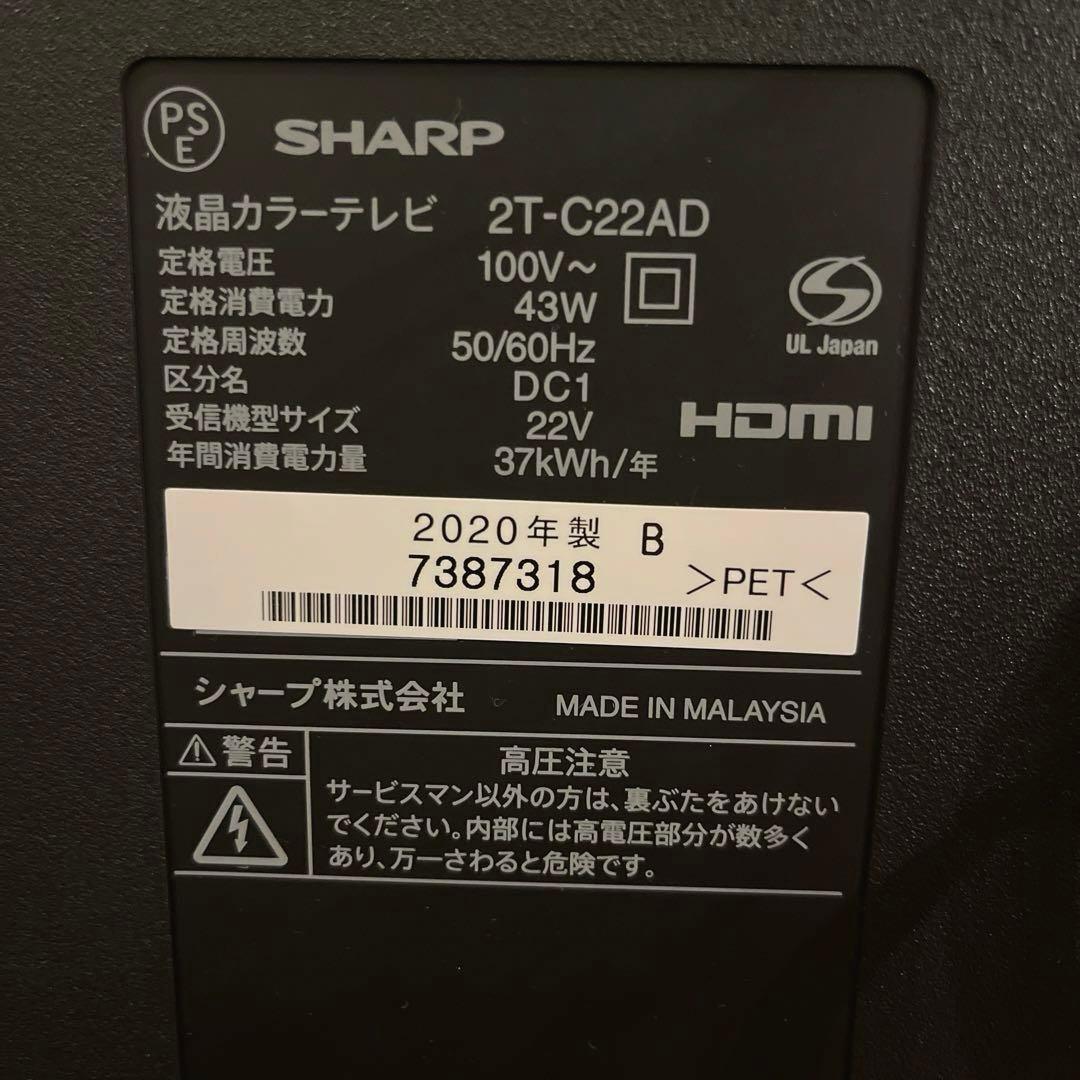 PS
E
SHARP
液晶カラーテレビ 2T-C22AD
定格電圧 100V～
定格消費電力 43W
定格周波数 50/60Hz
区分名 DC1
受信機型サイズ 22V
年間消費電力量 37kWh/年
UL Japan
HDMI
2020年製 B
7387318 >PET<
シャープ株式会社 MADE IN MALAYSIA
⚠警告
高圧注意
サービスマン以外の方は、裏ぶたをあけない
でください。内部には高電圧部分が数多く
あり、万一さわると危険です。